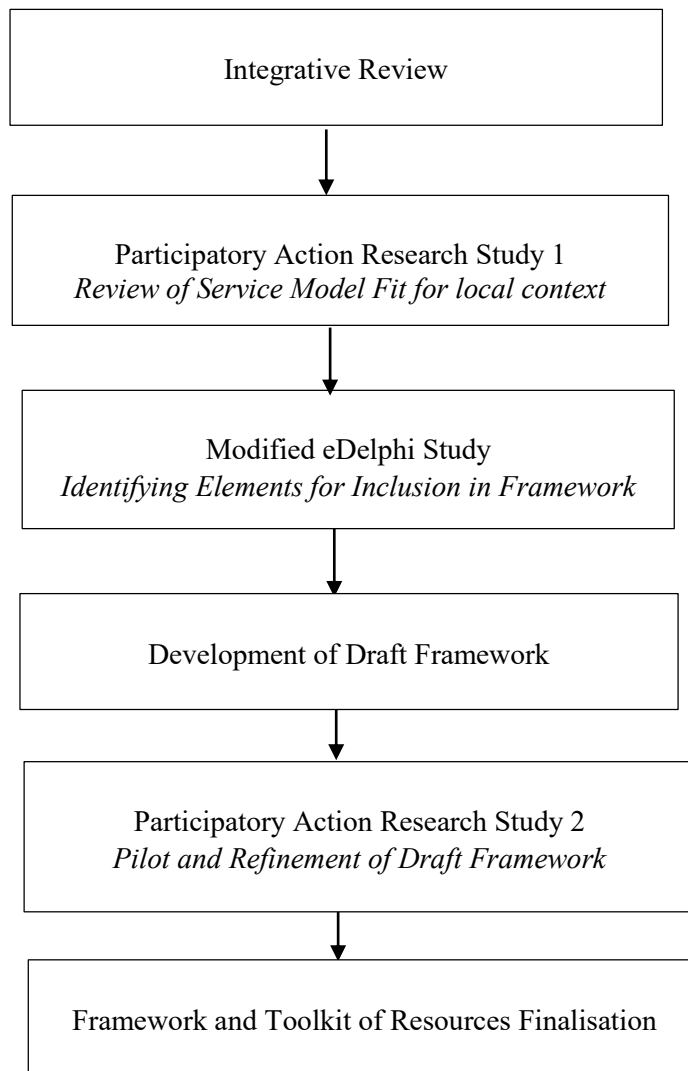 Integrative Review
Participatory Action Research Study 1
Review of Service Model Fit for local context
Modified eDelphi Study
Identifying Elements for Inclusion in Framework
Development of Draft Framework
Participatory Action Research Study 2
Pilot and Refinement of Draft Framework
Framework and Toolkit of Resources Finalisation